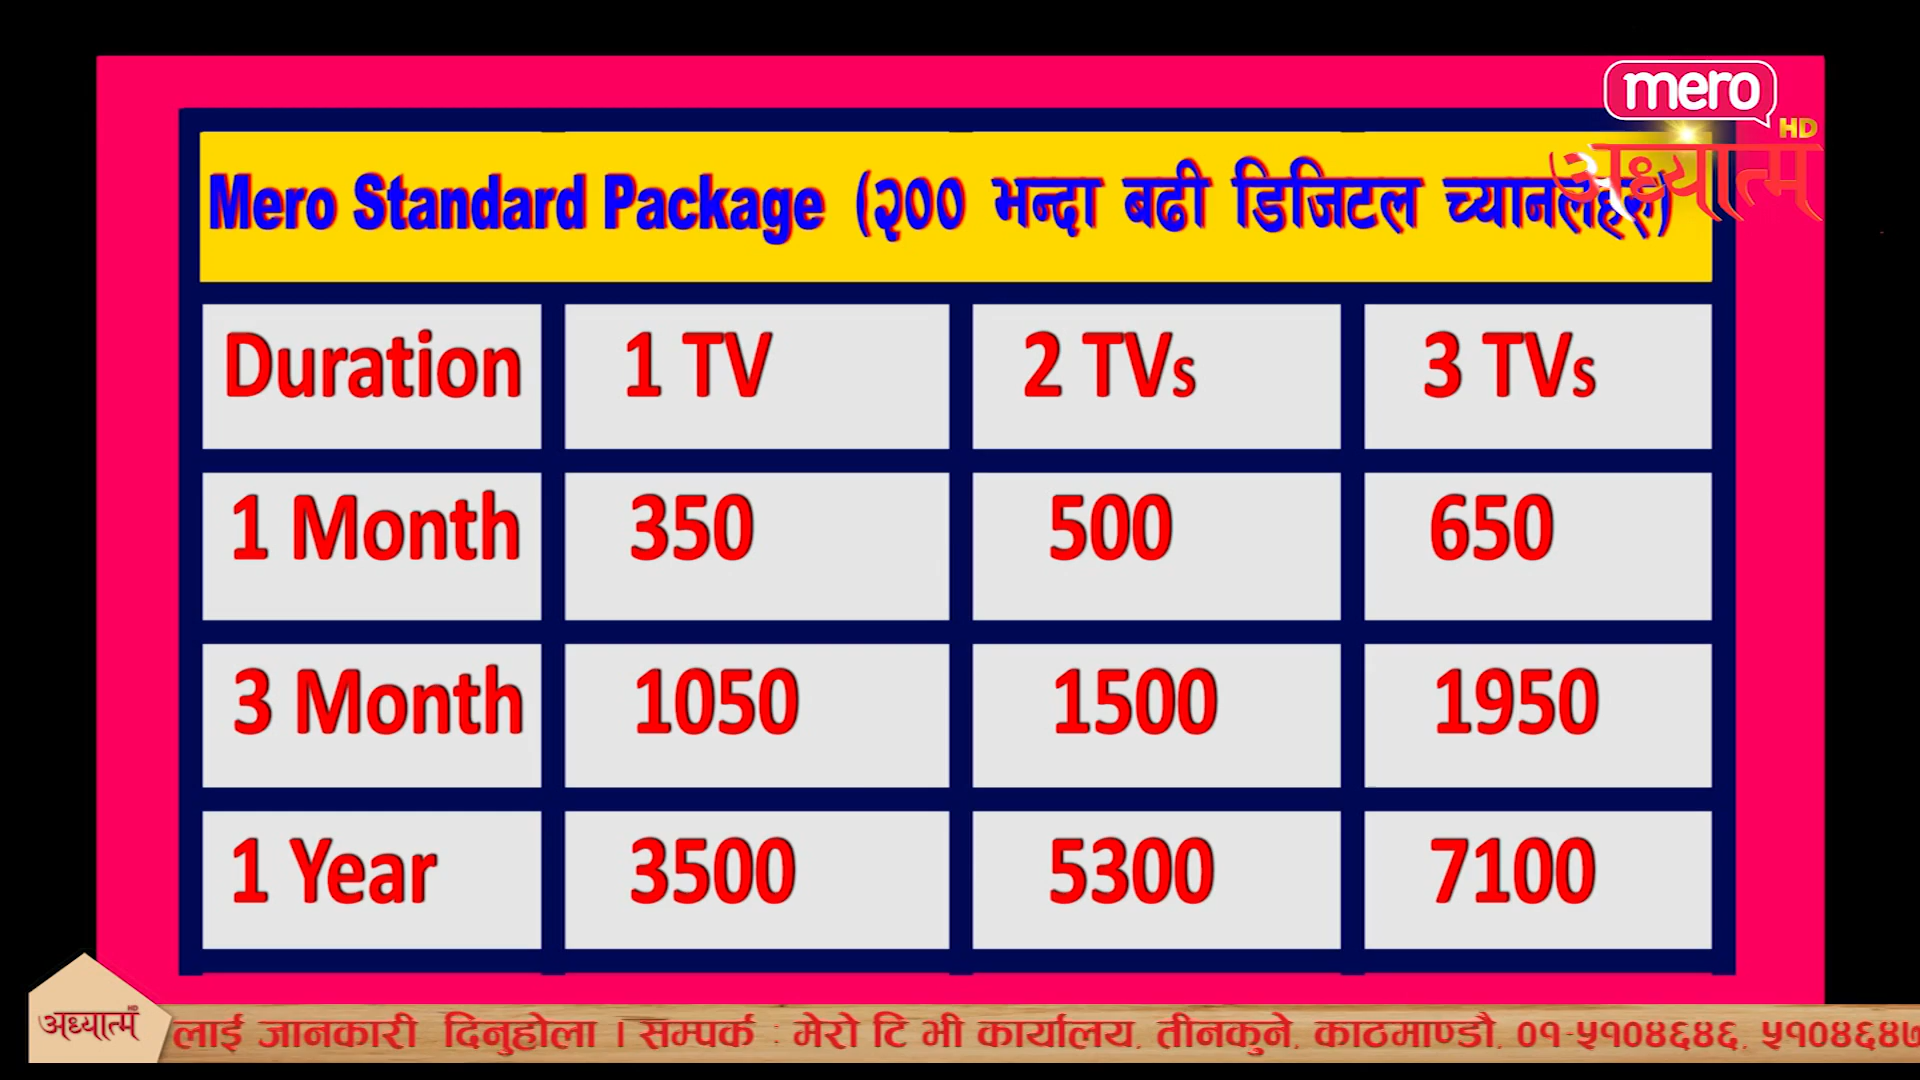 mero
HD
अध्यात्म
Mero Standard Package (२०० भन्दा बढी डिजिटल च्यानलहरु)
Duration 1 TV 2 TVs 3 TVs
1 Month 350 500 650
3 Month 1050 1500 1950
1 Year 3500 5300 7100
अध्यात्म HD
लाई जानकारी दिनुहोला । सम्पर्क : मेरो टि भी कार्यालय, तीनकुने, काठमाण्डौ, ०१-५१०४६४६, ५१०४६४७